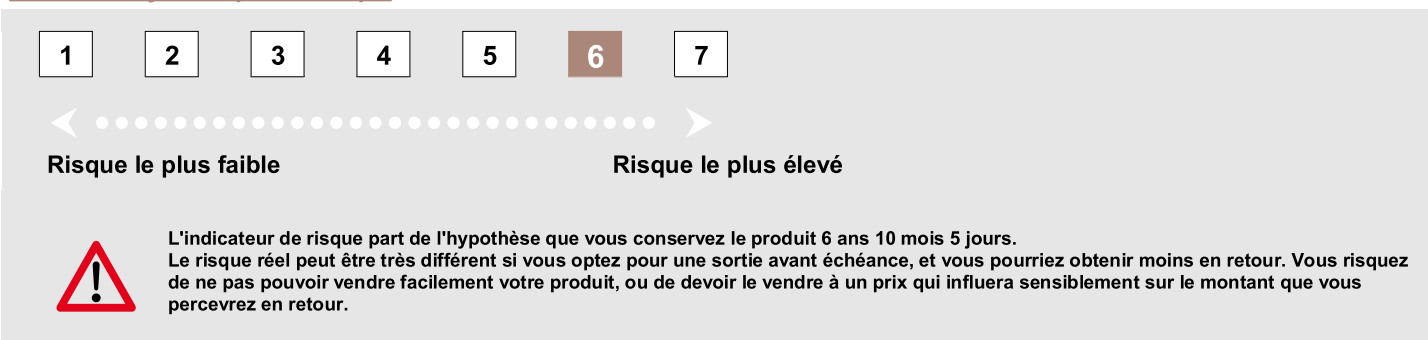 1 2 3 4 5 6 7
Risque le plus faible Risque le plus élevé
L'indicateur de risque part de l'hypothèse que vous conservez le produit 6 ans 10 mois 5 jours.
Le risque réel peut être très différent si vous optez pour une sortie avant échéance, et vous pourriez obtenir moins en retour. Vous risquez
de ne pas pouvoir vendre facilement votre produit, ou de devoir le vendre à un prix qui influera sensiblement sur le montant que vous
percevrez en retour.